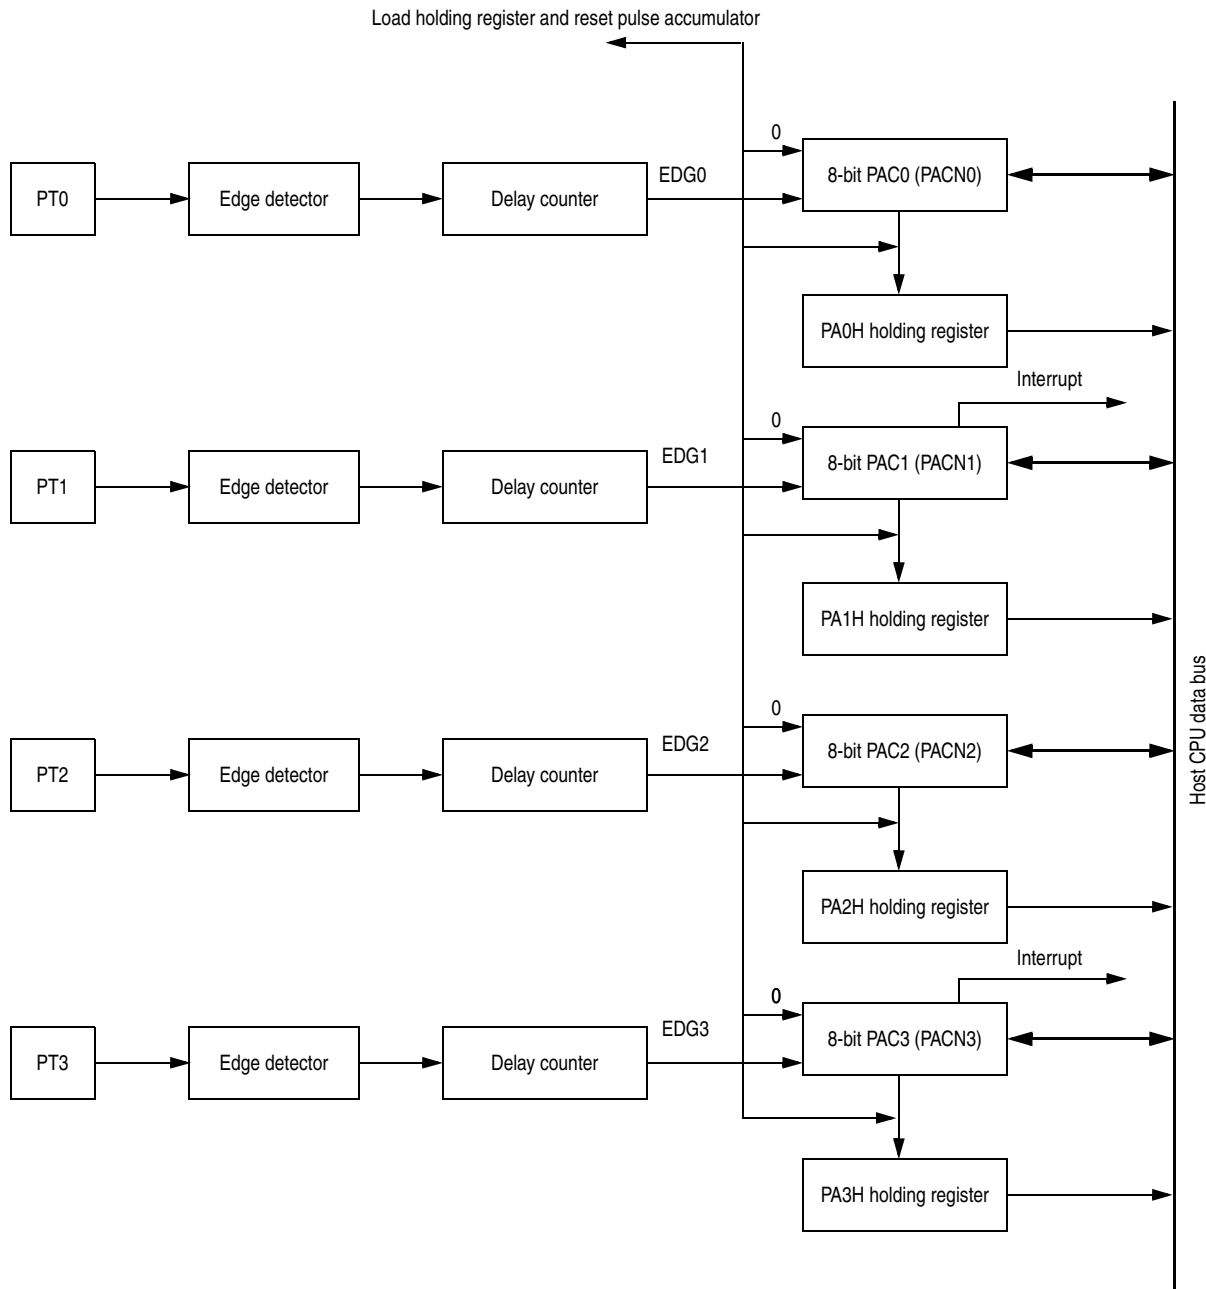 Load holding register and reset pulse accumulator
0
EDG0
8-bit PAC0 (PACN0)
PT0
Edge detector
Delay counter
PA0H holding register
Interrupt
0
EDG1
8-bit PAC1 (PACN1)
PT1
Edge detector
Delay counter
PA1H holding register
Host CPU data bus
0
EDG2
8-bit PAC2 (PACN2)
PT2
Edge detector
Delay counter
PA2H holding register
Interrupt
0
EDG3
8-bit PAC3 (PACN3)
PT3
Edge detector
Delay counter
PA3H holding register